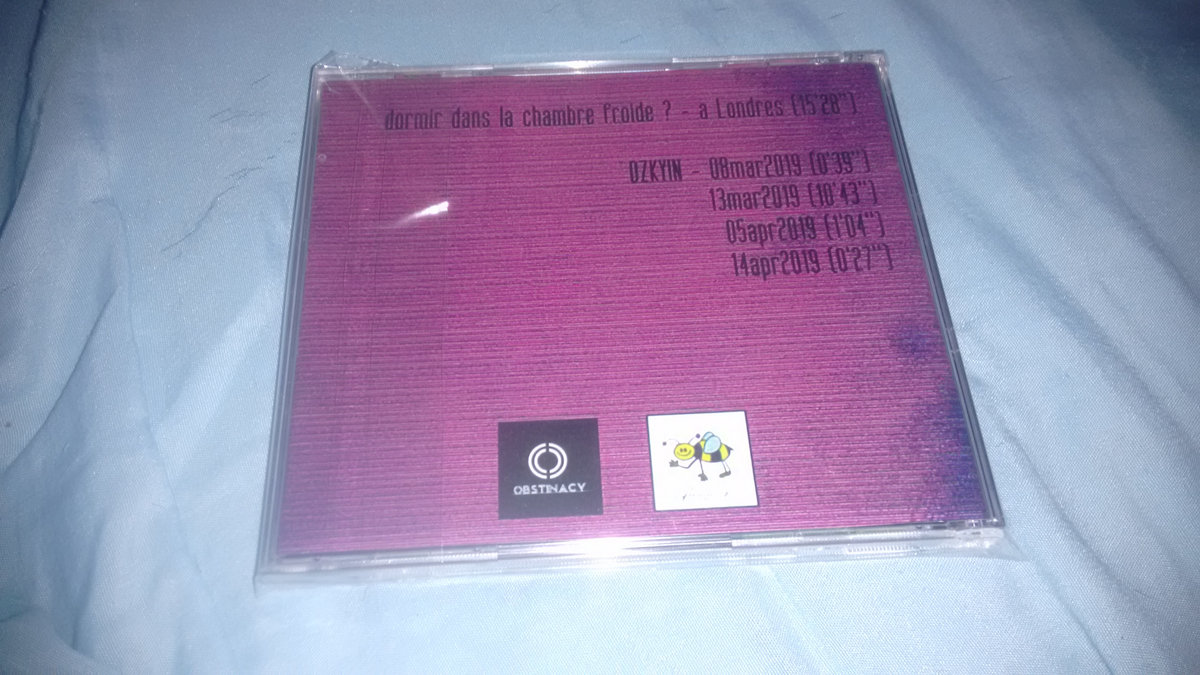 dormir dans la chambre froide ? - a Londres (15'28")
OZKYIN - 08mar2019 (0'39")
13mar2019 (10'43")
05apr2019 (1'04")
14apr2019 (0'27")
OBSTINACY